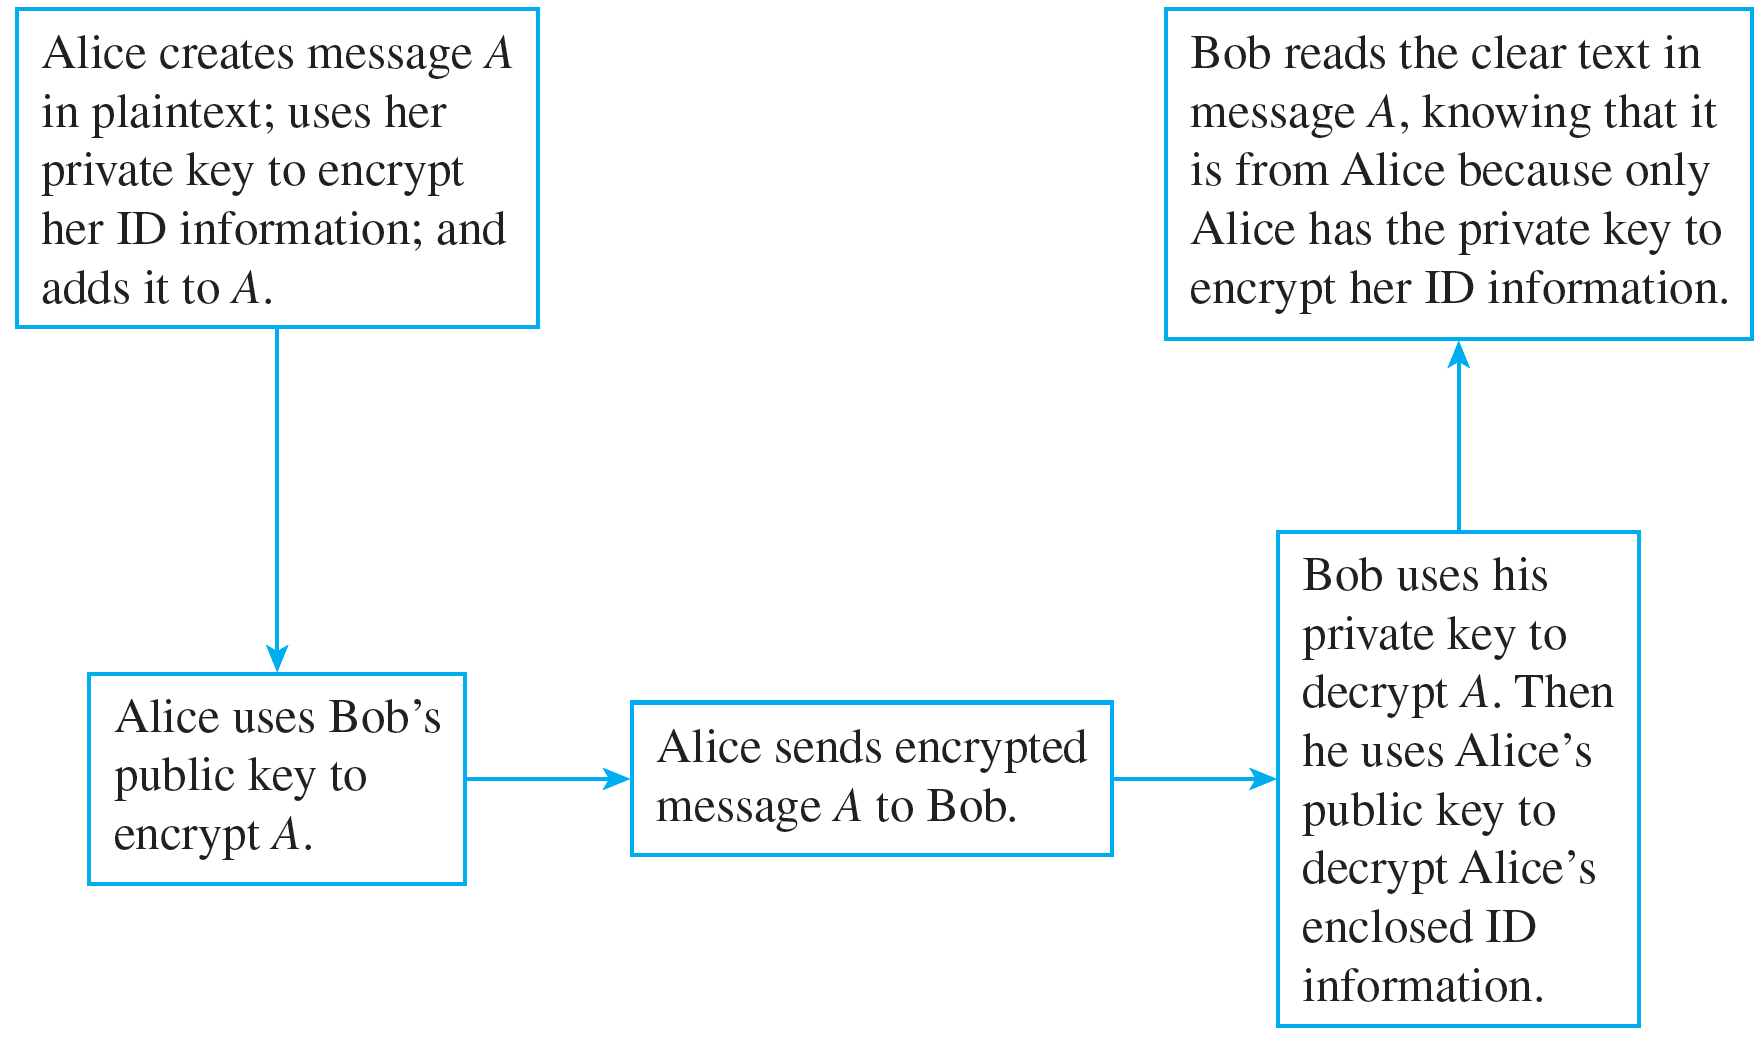 Alice creates message A
in plaintext; uses her
private key to encrypt
her ID information; and
adds it to A.
Alice uses Bob’s
public key to
encrypt A.
Alice sends encrypted
message A to Bob.
Bob uses his
private key to
decrypt A. Then
he uses Alice’s
public key to
decrypt Alice’s
enclosed ID
information.
Bob reads the clear text in
message A, knowing that it
is from Alice because only
Alice has the private key to
encrypt her ID information.